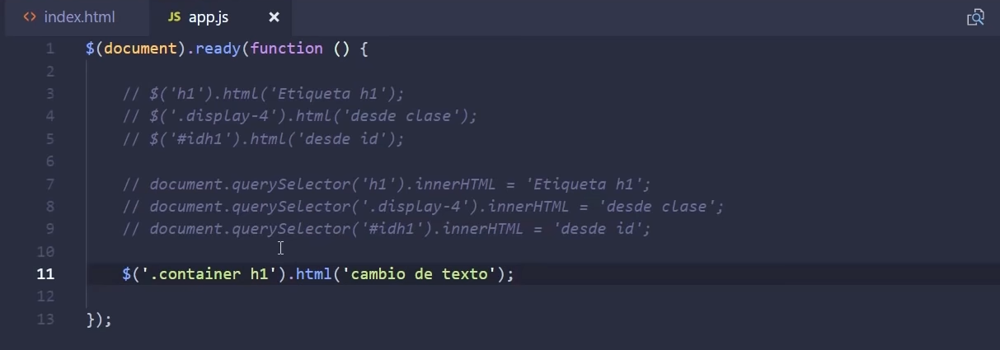 <> index.html JS app.js ×
1 $(document).ready(function () {
2
3 // $('h1').html('Etiqueta h1');
4 // $('.display-4').html('desde clase');
5 // $('#idh1').html('desde id');
6
7 // document.querySelector('h1').innerHTML = 'Etiqueta h1';
8 // document.querySelector('.display-4').innerHTML = 'desde clase';
9 // document.querySelector('#idh1').innerHTML = 'desde id';
10
11 $('.container h1').html('cambio de texto');
12
13 });